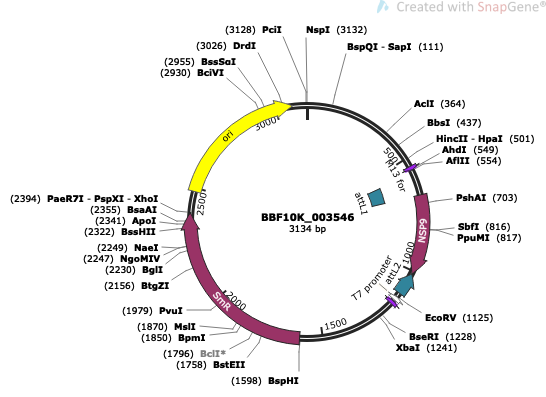 Created with SnapGene®
(3128) PciI
NspI (3132)
(3026) DrdI
BspQI - SapI (111)
(2955) BssSαI
(2930) BciVI
AclI (364)
BbsI (437)
HincII - HpaI (501)
AhdI (549)
AflII (554)
ori
3000
500
M13 for
attL1
PshAI (703)
(2394) PaeR7I - PspXI - XhoI
(2355) BsaAI
(2341) ApoI
(2322) BssHII
2500
BBF10K_003546
3134 bp
NSP9
SbfI (816)
PpuMI (817)
(2249) NaeI
(2247) NgoMIV
(2230) BglI
(2156) BtgZI
1000
attL2
T7 promoter
SmR
2000
1500
(1979) PvuI
(1870) MslI
(1850) BpmI
(1796) BclI*
(1758) BstEII
(1598) BspHI
EcoRV (1125)
BseRI (1228)
XbaI (1241)